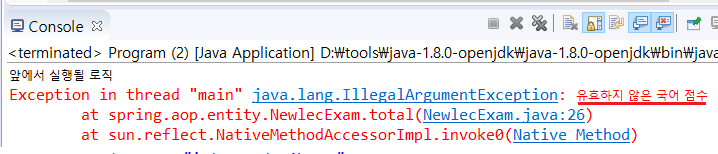 Console
<terminated> Program (2) [Java Application] D:₩tools₩java-1.8.0-openjdk₩java-1.8.0-openjdk₩bin₩java
앞에서 실행될 로직
Exception in thread "main" java.lang.IllegalArgumentException: 유효하지 않은 국어 점수
at spring.aop.entity.NewlecExam.total(NewlecExam.java:26)
at sun.reflect.NativeMethodAccessorImpl.invoke0(Native Method)